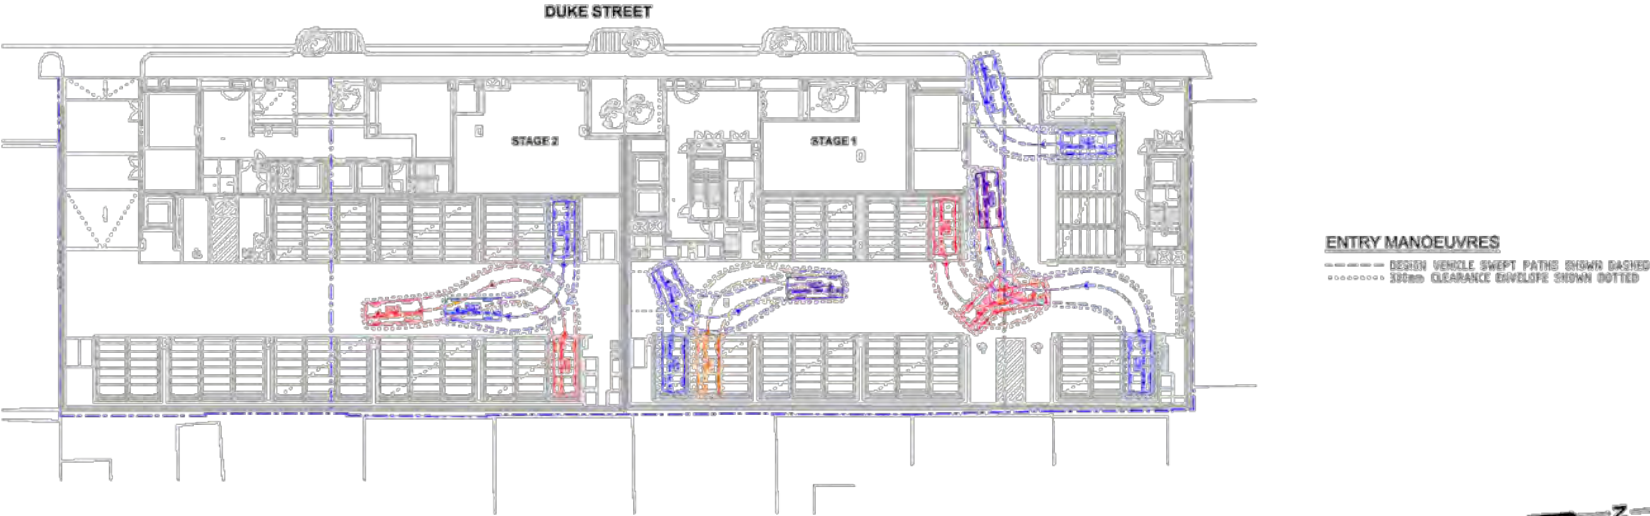 DUKE STREET
STAGE 2
STAGE 1
ENTRY MANOEUVRES
DESIGN VEHICLE SWEPT PATHS SHOWN DASHED
CLEARANCE ENVELOPE SHOWN DOTTED
N